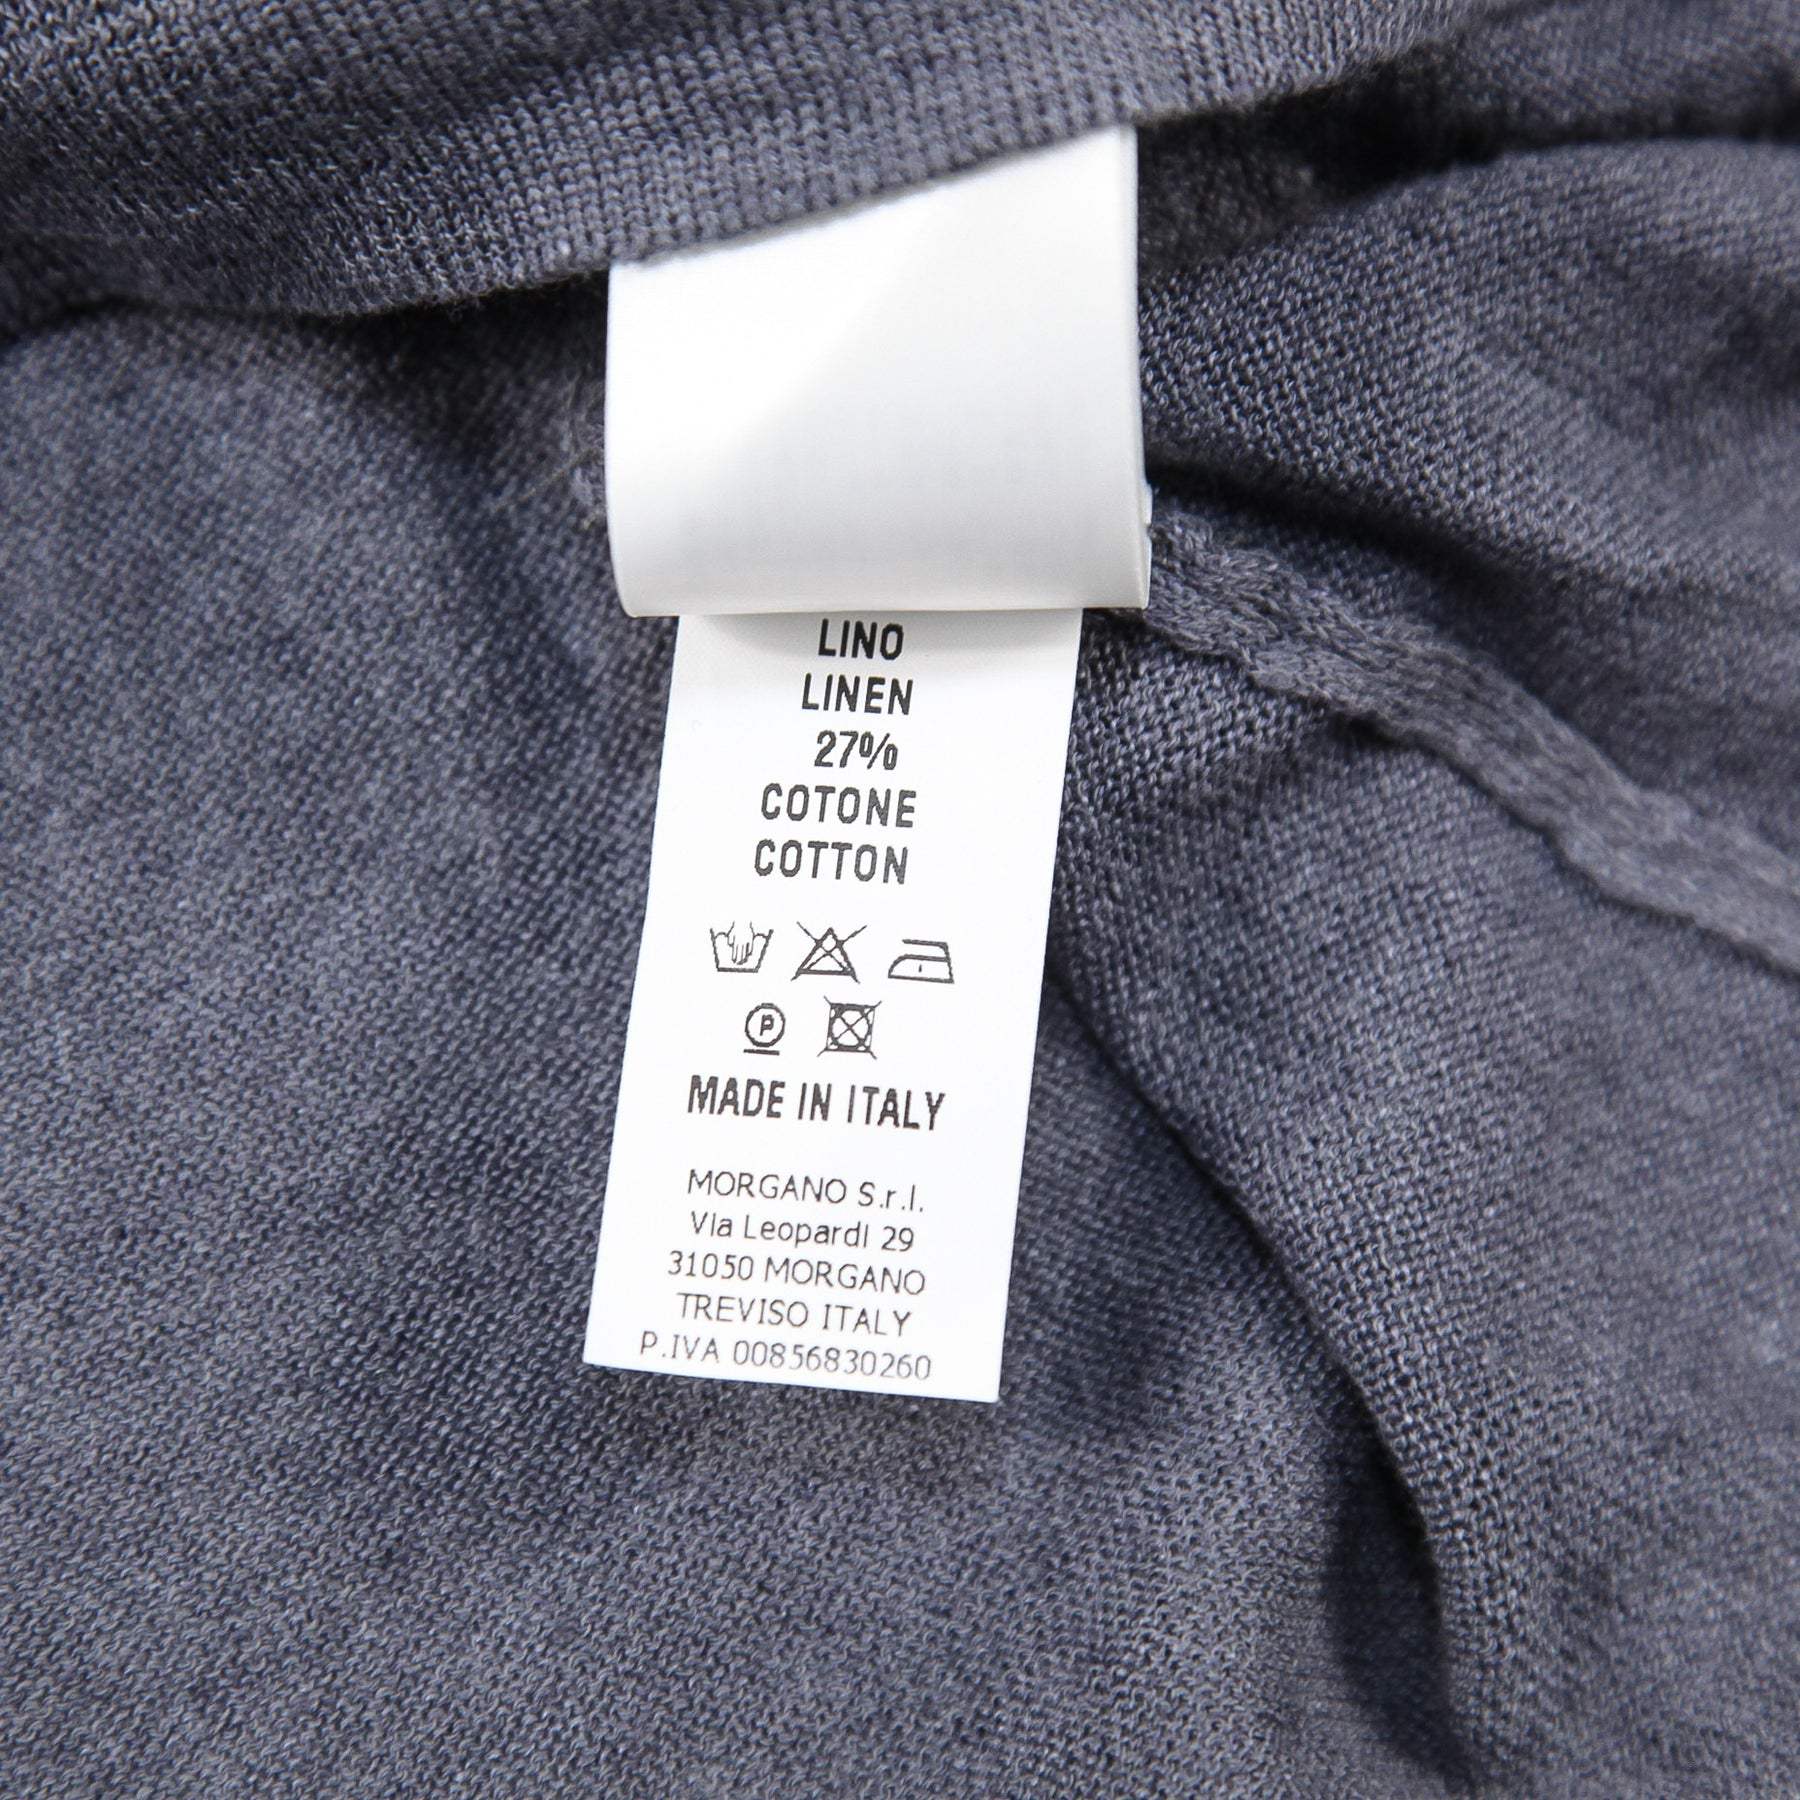 LINO
LINEN
27%
COTONE
COTTON
P
MADE IN ITALY
MORGANO S.r.l.
Via Leopardi 29
31050 MORGANO
TREVISO ITALY
P.IVA 00856830260